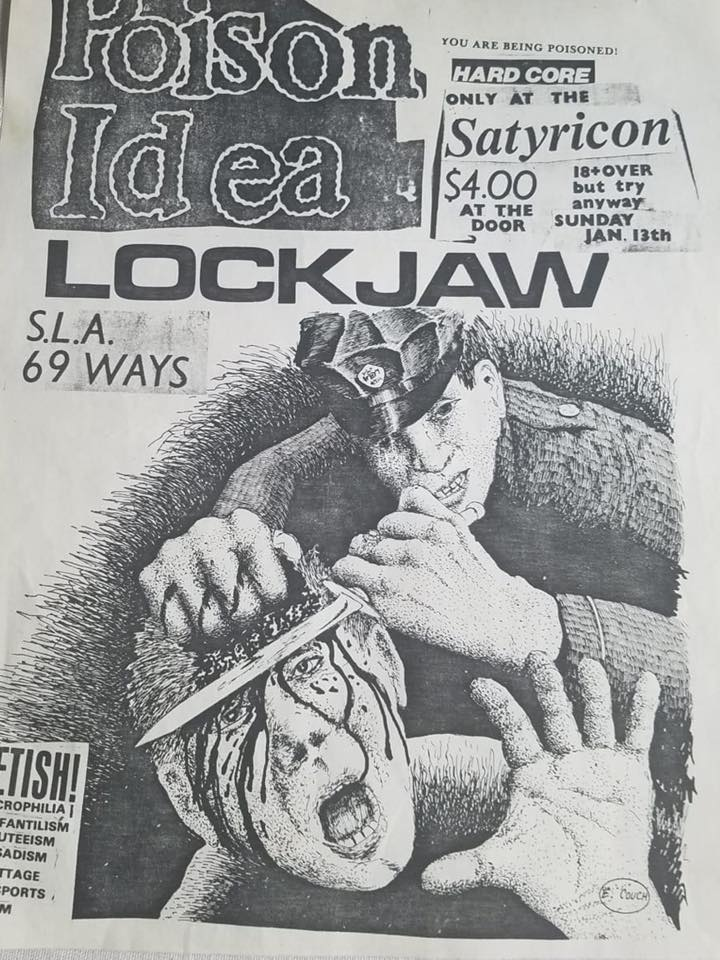 Poison
Idea
YOU ARE BEING POISONED!
HARD CORE
ONLY AT THE
Satyricon
$4.00
AT THE
DOOR
18+OVER
but try
anyway
SUNDAY
JAN. 13th
LOCKJAW
S.L.A.
69 WAYS
ETISH!
CROPHILIA
FANTILISM
UTEEISM
SADISM
TTAGE
SPORTS
M
E. COUCH